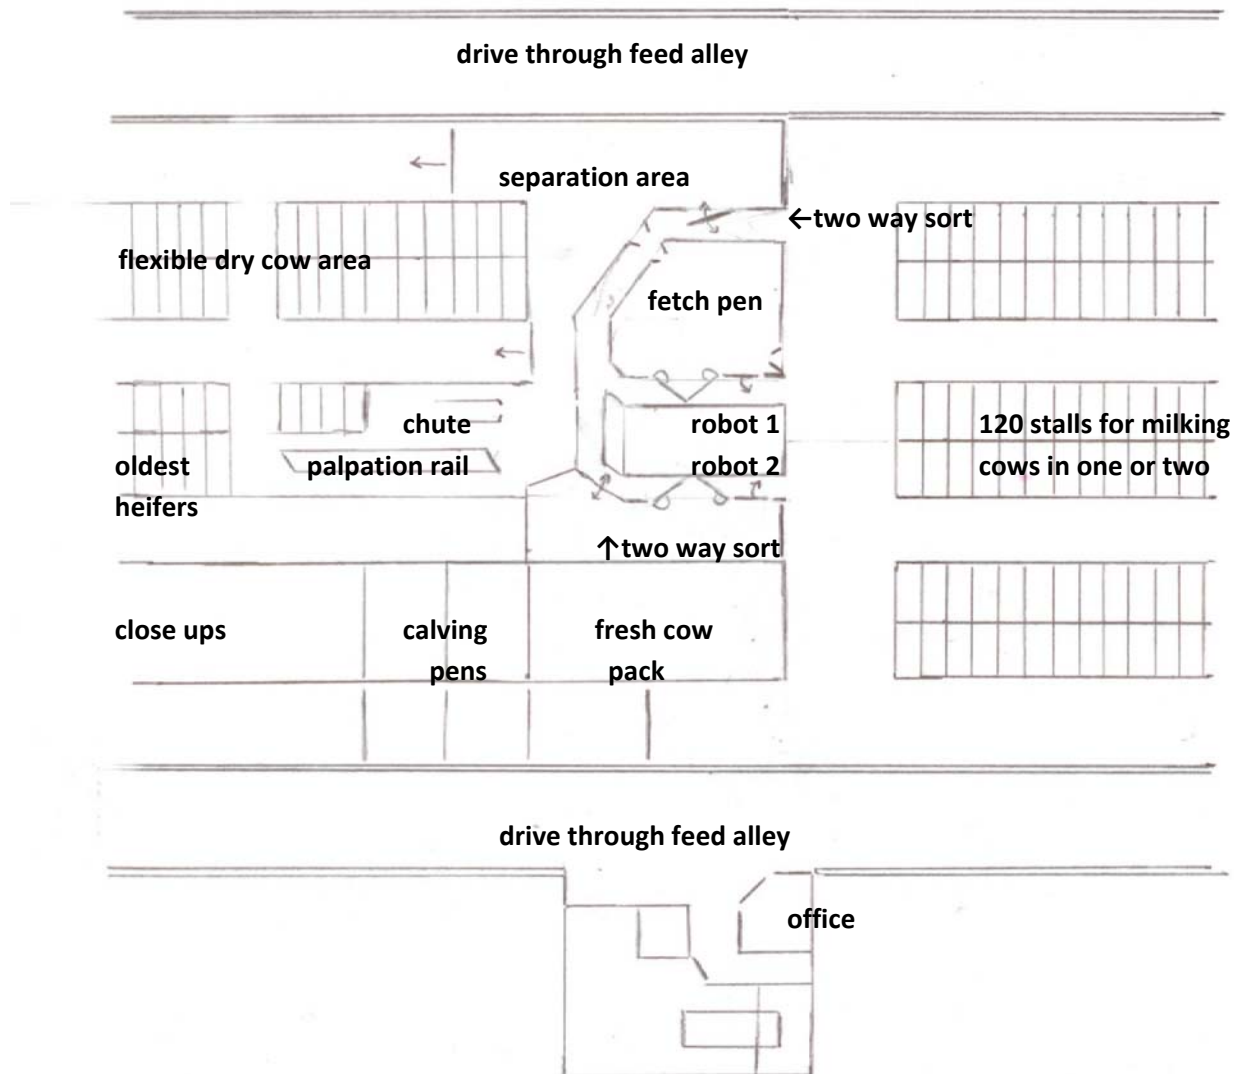 drive through feed alley
separation area
←two way sort
flexible dry cow area
fetch pen
chute
robot 1
120 stalls for milking
oldest
palpation rail
robot 2
cows in one or two
heifers
↑two way sort
close ups
calving
fresh cow
pens
pack
drive through feed alley
office